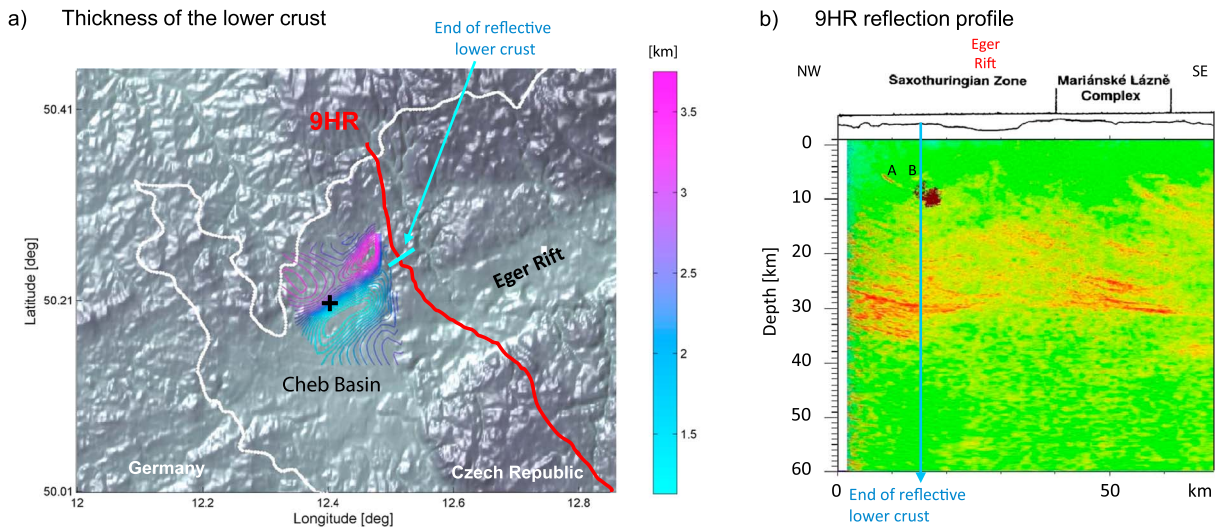 a) Thickness of the lower crust
End of reflective
lower crust
[km]
50.41
50.21
50.01
Latitude [deg]
9HR
Eger Rift
Cheb Basin
Germany
Czech Republic
12
12.2
12.4
12.6
12.8
Longitude [deg]
3.5
3
2.5
2
1.5
b) 9HR reflection profile
Eger
Rift
NW
SE
Saxothuringian Zone
Mariánské Lázně
Complex
A B
0
10
20
30
40
50
60
Depth [km]
0
50
km
End of reflective
lower crust